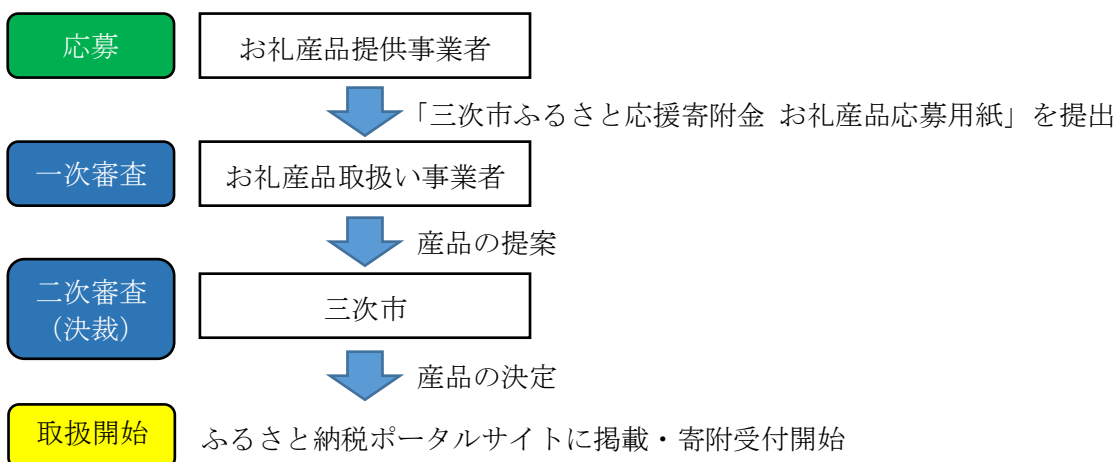 応募
お礼産品提供事業者
「三次市ふるさと応援寄附金 お礼産品応募用紙」を提出
一次審査
お礼産品取扱い事業者
産品の提案
二次審査
（決裁）
三次市
産品の決定
取扱開始
ふるさと納税ポータルサイトに掲載・寄附受付開始